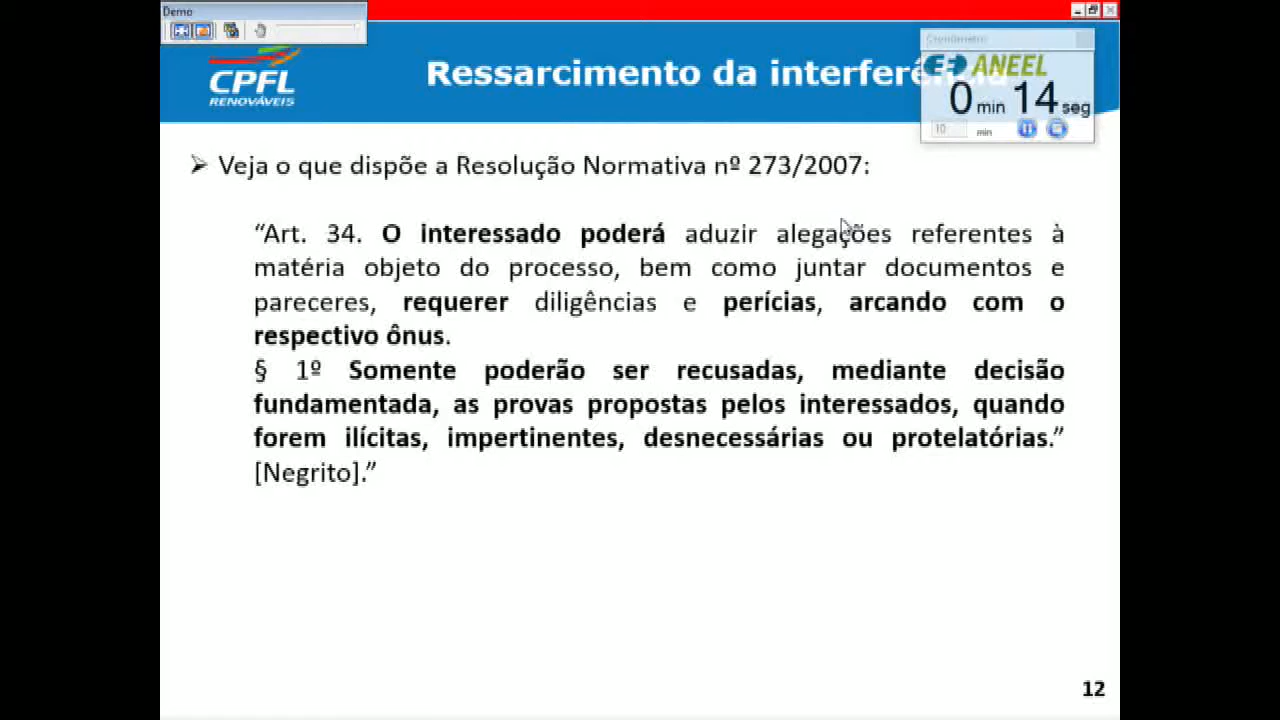 Demo
CPFL
RENOVÁVEIS
Ressarcimento da
Cronômetro
ANEEL
0 min 14 seg
10 min
➢ Veja o que dispõe a Resolução Normativa nº 273/2007:
“Art. 34. O interessado poderá aduzir alegações referentes à
matéria objeto do processo, bem como juntar documentos e
pareceres, requerer diligências e perícias, arcando com o
respectivo ônus.
§ 1º Somente poderão ser recusadas, mediante decisão
fundamentada, as provas propostas pelos interessados, quando
forem ilícitas, impertinentes, desnecessárias ou protelatórias.”
[Negrito].”
12